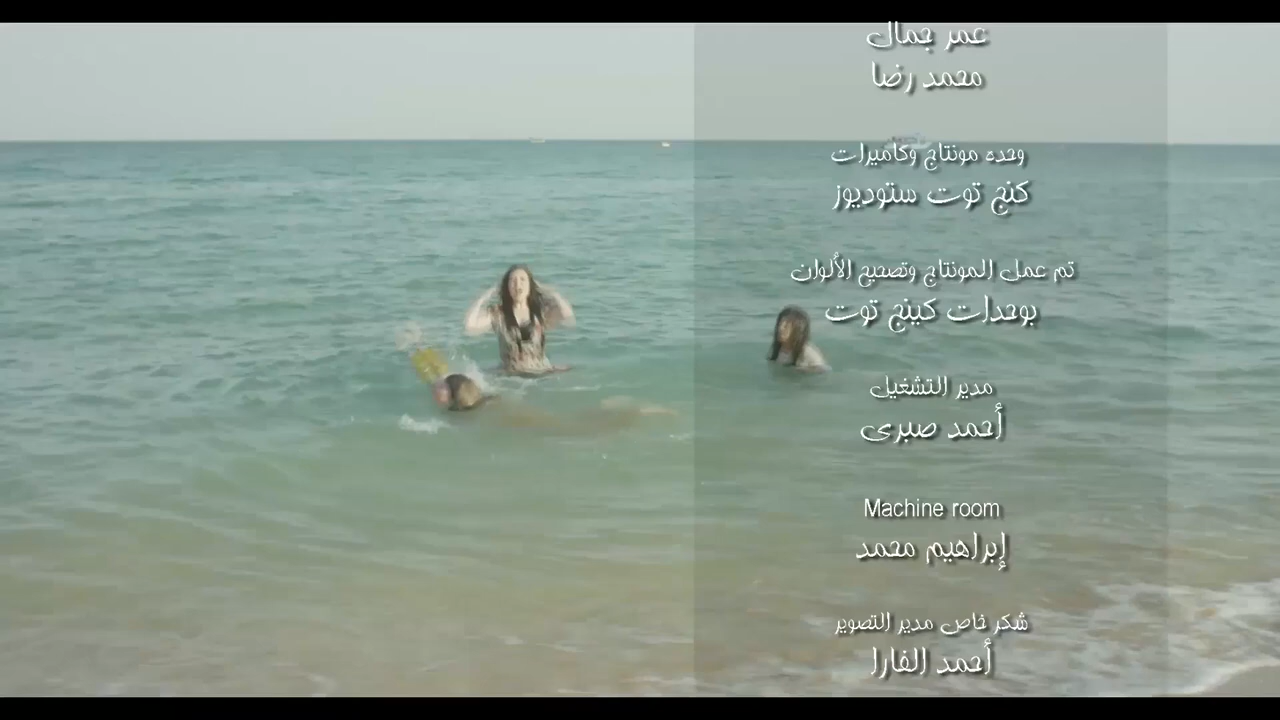 عمر جمال
محمد رضا
وحده مونتاج وكاميرات
كنج توت ستوديوز
تم عمل المونتاج وتصحيح الألوان
بوحدات كينج توت
مدير التشغيل
أحمد صبرى
Machine room
إبراهيم محمد
شكر خاص مدير التصوير
أحمد الفارا